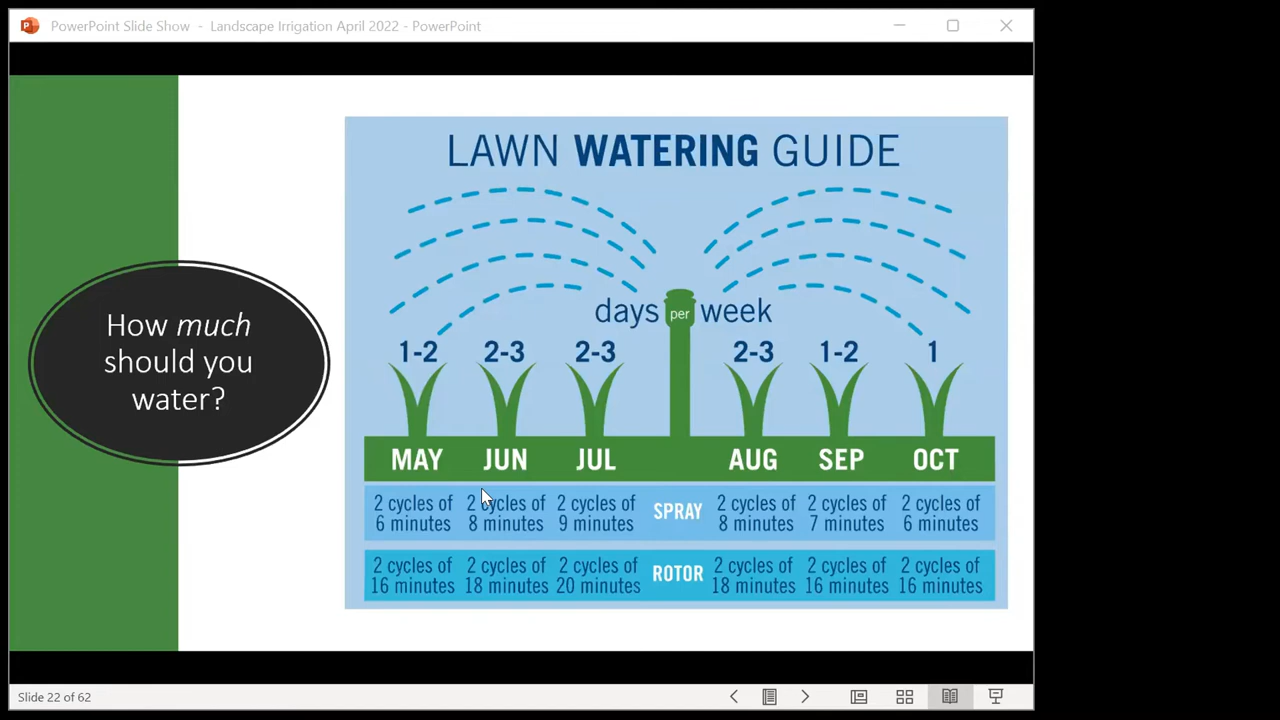 PowerPoint Slide Show - Landscape Irrigation April 2022 - PowerPoint
How much
should you
water?
LAWN WATERING GUIDE
days per week
1-2 2-3 2-3 2-3 1-2 1
MAY JUN JUL AUG SEP OCT
2 cycles of 2 cycles of 2 cycles of SPRAY 2 cycles of 2 cycles of 2 cycles of
6 minutes 8 minutes 9 minutes 8 minutes 7 minutes 6 minutes
2 cycles of 2 cycles of 2 cycles of ROTOR 2 cycles of 2 cycles of 2 cycles of
16 minutes 18 minutes 20 minutes 18 minutes 16 minutes 16 minutes
Slide 22 of 62